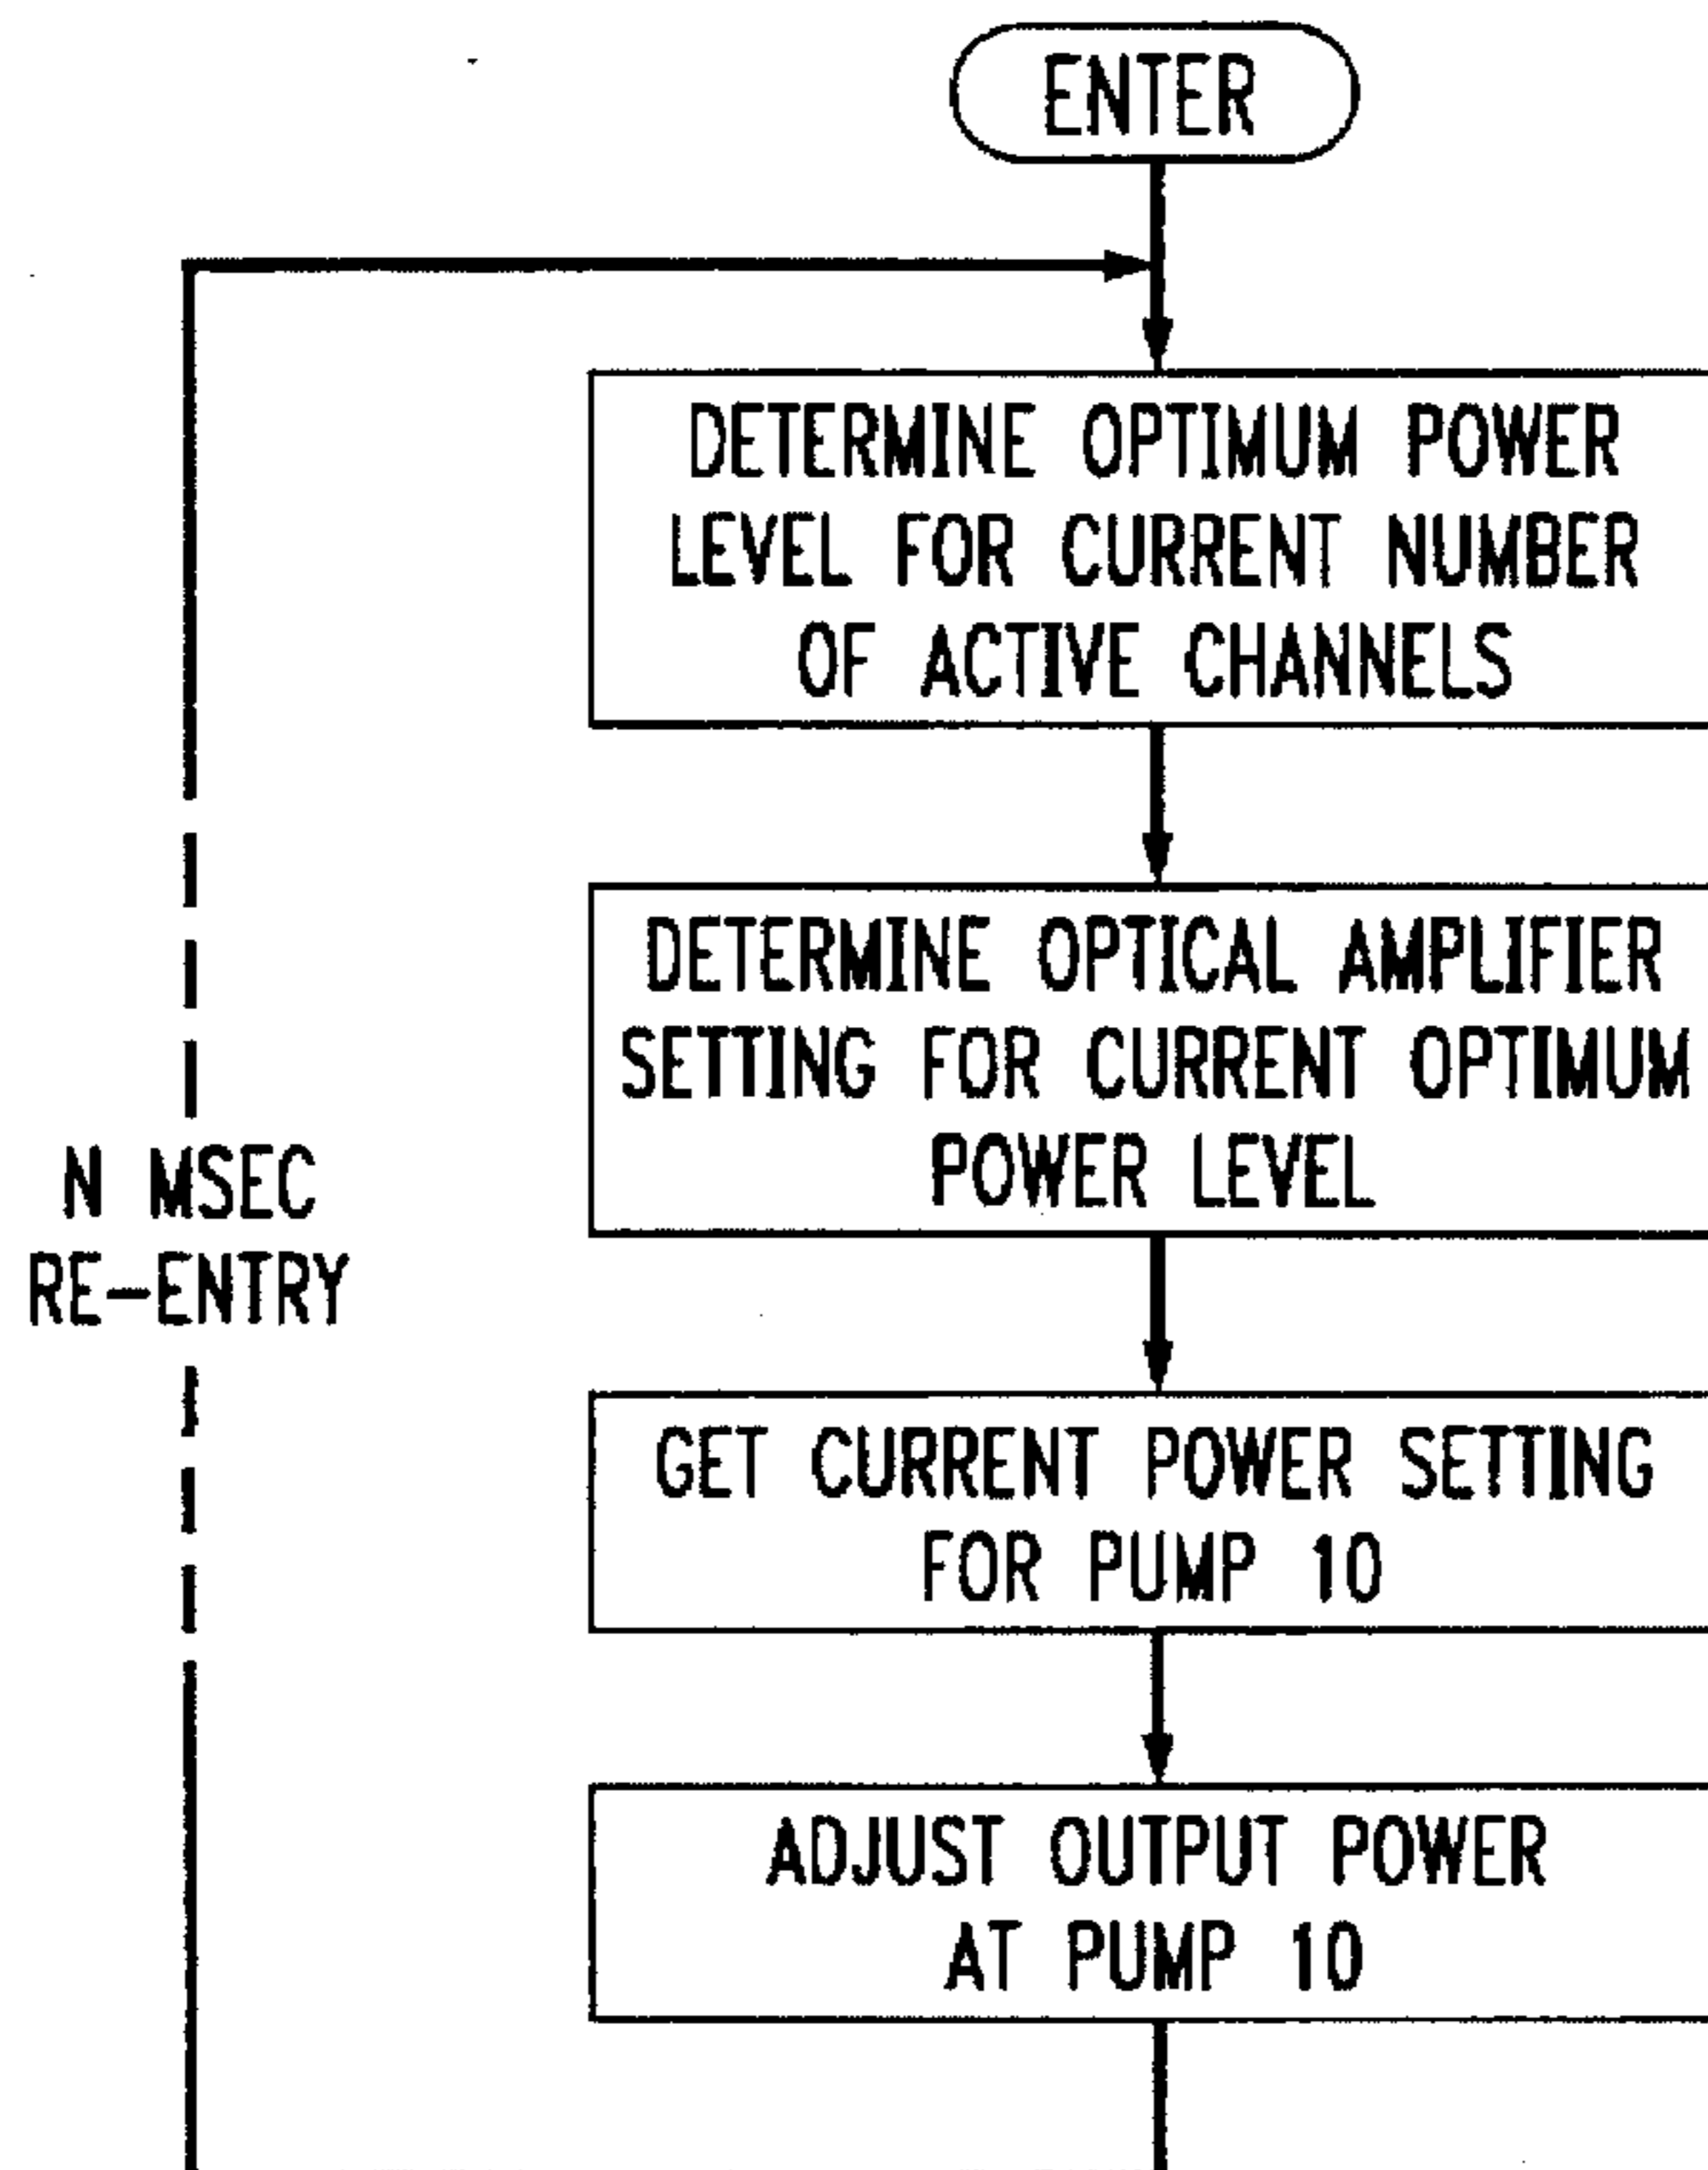 ENTER
DETERMINE OPTIMUM POWER
LEVEL FOR CURRENT NUMBER
OF ACTIVE CHANNELS
DETERMINE OPTICAL AMPLIFIER
SETTING FOR CURRENT OPTIMUM
POWER LEVEL
N MSEC
RE-ENTRY
GET CURRENT POWER SETTING
FOR PUMP 10
ADJUST OUTPUT POWER
AT PUMP 10